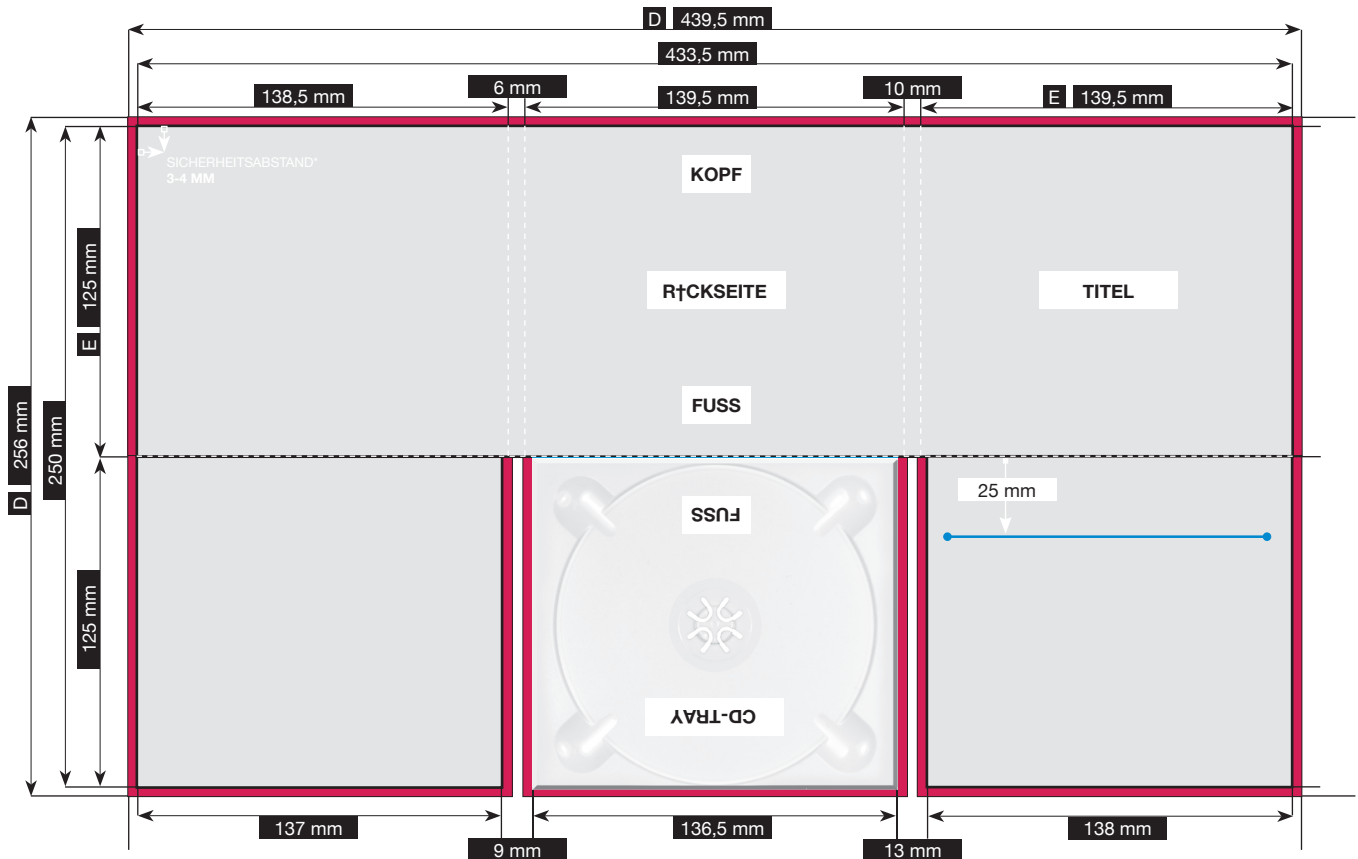 D 439,5 mm
433,5 mm
6 mm
10 mm
138,5 mm
139,5 mm
E 139,5 mm
SICHERHEITSABSTAND*
3-4 MM
KOPF
125 mm
E
R†CKSEITE
TITEL
FUSS
D 256 mm
250 mm
25 mm
FUSS
125 mm
CD-TRAY
137 mm
136,5 mm
138 mm
9 mm
13 mm